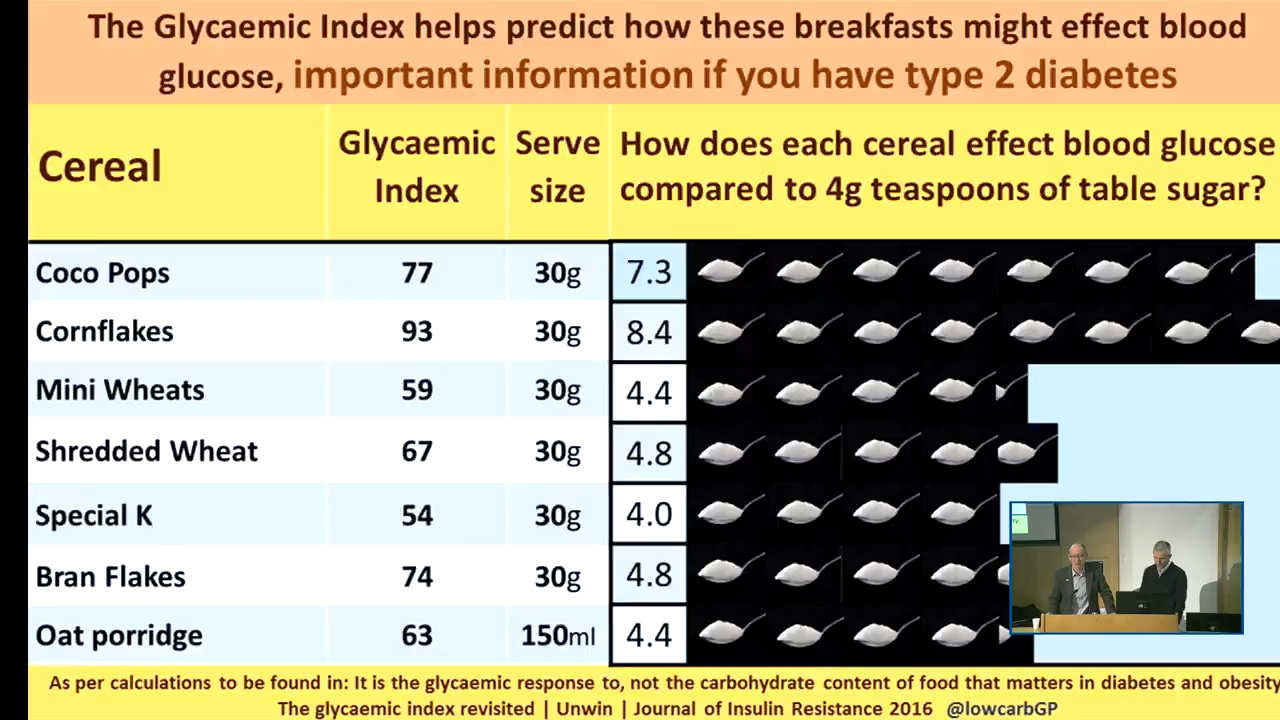 The Glycaemic Index helps predict how these breakfasts might effect blood
glucose, important information if you have type 2 diabetes
Cereal Glycaemic Index Serve size How does each cereal effect blood glucose
compared to 4g teaspoons of table sugar?
Coco Pops 77 30g 7.3
Cornflakes 93 30g 8.4
Mini Wheats 59 30g 4.4
Shredded Wheat 67 30g 4.8
Special K 54 30g 4.0
Bran Flakes 74 30g 4.8
Oat porridge 63 150ml 4.4
As per calculations to be found in: It is the glycaemic response to, not the carbohydrate content of food that matters in diabetes and obesity
The glycaemic index revisited | Unwin | Journal of Insulin Resistance 2016 @lowcarbGP